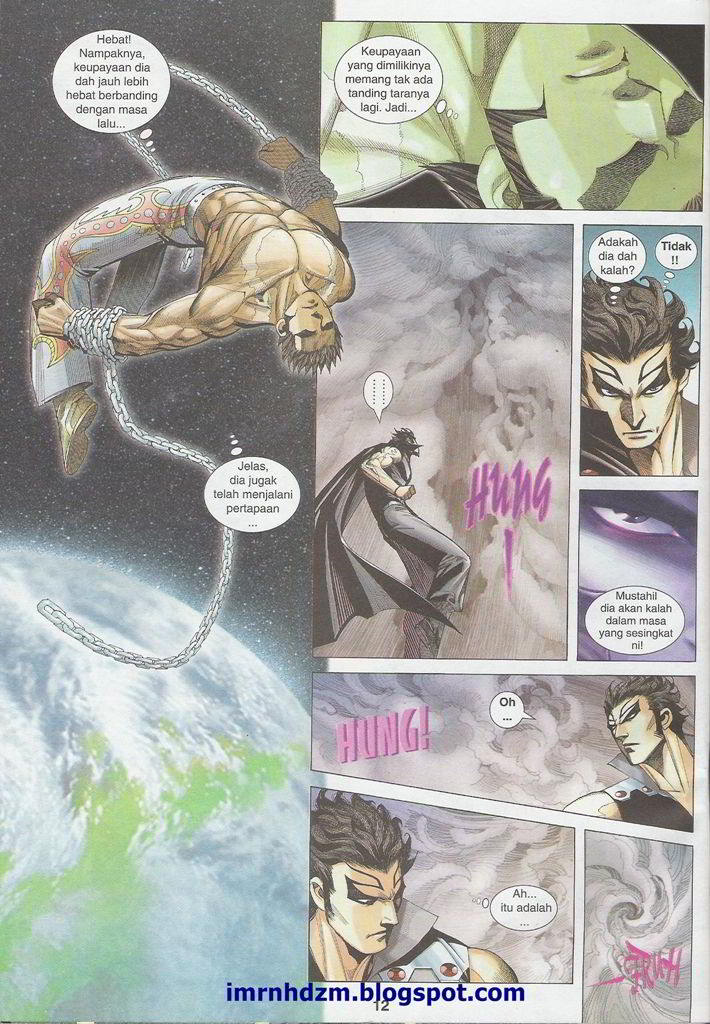 Hebat!
Nampaknya,
keupayaan dia
dah jauh lebih
hebat berbanding
dengan masa
lalu...
Keupayaan
yang dimilikinya
memang tak ada
tanding taranya
lagi. Jadi...
Jelas,
dia jugak
telah menjalani
pertapaan
...
HUNG
!
Adakah
dia dah
kalah?
Tidak
!!
Mustahil
dia akan kalah
dalam masa
yang sesingkat
ni!
HUNG!
Oh
...
Ah...
itu adalah
...
imrnhdzm.blogspot.com
12